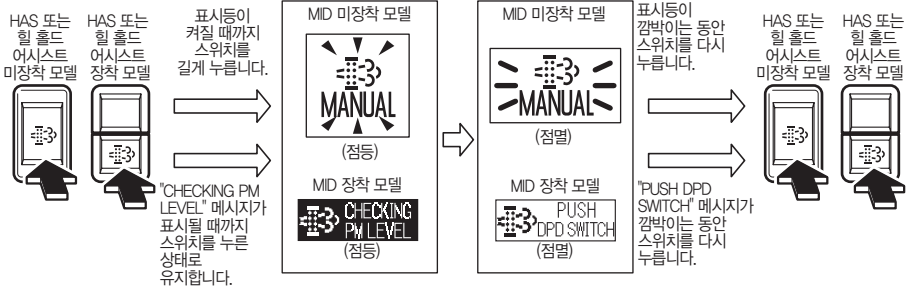 HAS 또는
힐 홀드
어시스트
미장착 모델
HAS 또는
힐 홀드
어시스트
장착 모델
표시등이
켜질 때까지
스위치를
길게 누릅니다.
"CHECKING PM
LEVEL" 메시지가
표시될 때까지
스위치를 누른
상태로
유지합니다.
MID 미장착 모델
MANUAL
(점등)
MID 장착 모델
CHECKING
PM LEVEL
(점등)
MID 미장착 모델
MANUAL
(점멸)
MID 장착 모델
PUSH
DPD SWITCH
(점멸)
표시등이
깜박이는 동안
스위치를 다시
누릅니다.
"PUSH DPD
SWITCH" 메시지가
깜박이는 동안
스위치를 다시
누릅니다.
HAS 또는
힐 홀드
어시스트
미장착 모델
HAS 또는
힐 홀드
어시스트
장착 모델